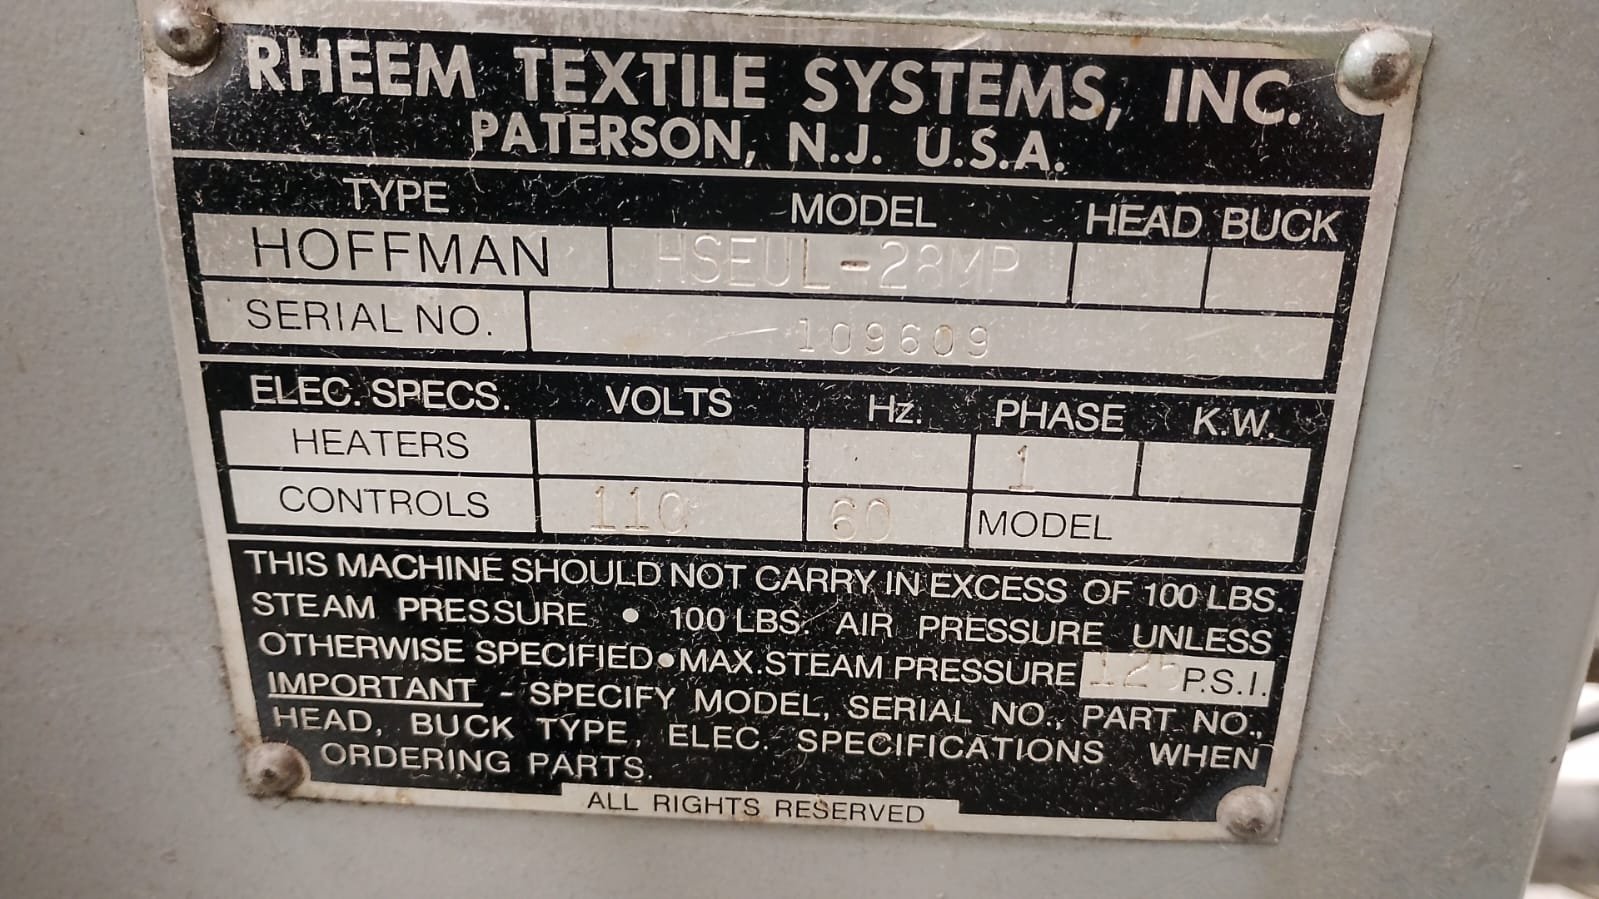 RHEEM TEXTILE SYSTEMS, INC.
PATERSON, N.J. U.S.A.
TYPE MODEL HEAD BUCK
HOFFMAN HSEUL-28MP
SERIAL NO. 109609
ELEC. SPECS. VOLTS Hz. PHASE K.W.
HEATERS 1
CONTROLS 110 60 MODEL
THIS MACHINE SHOULD NOT CARRY IN EXCESS OF 100 LBS.
STEAM PRESSURE • 100 LBS. AIR PRESSURE UNLESS
OTHERWISE SPECIFIED • MAX. STEAM PRESSURE 125 P.S.I.
IMPORTANT - SPECIFY MODEL, SERIAL NO., PART NO.,
HEAD, BUCK TYPE, ELEC. SPECIFICATIONS WHEN
ORDERING PARTS.
ALL RIGHTS RESERVED